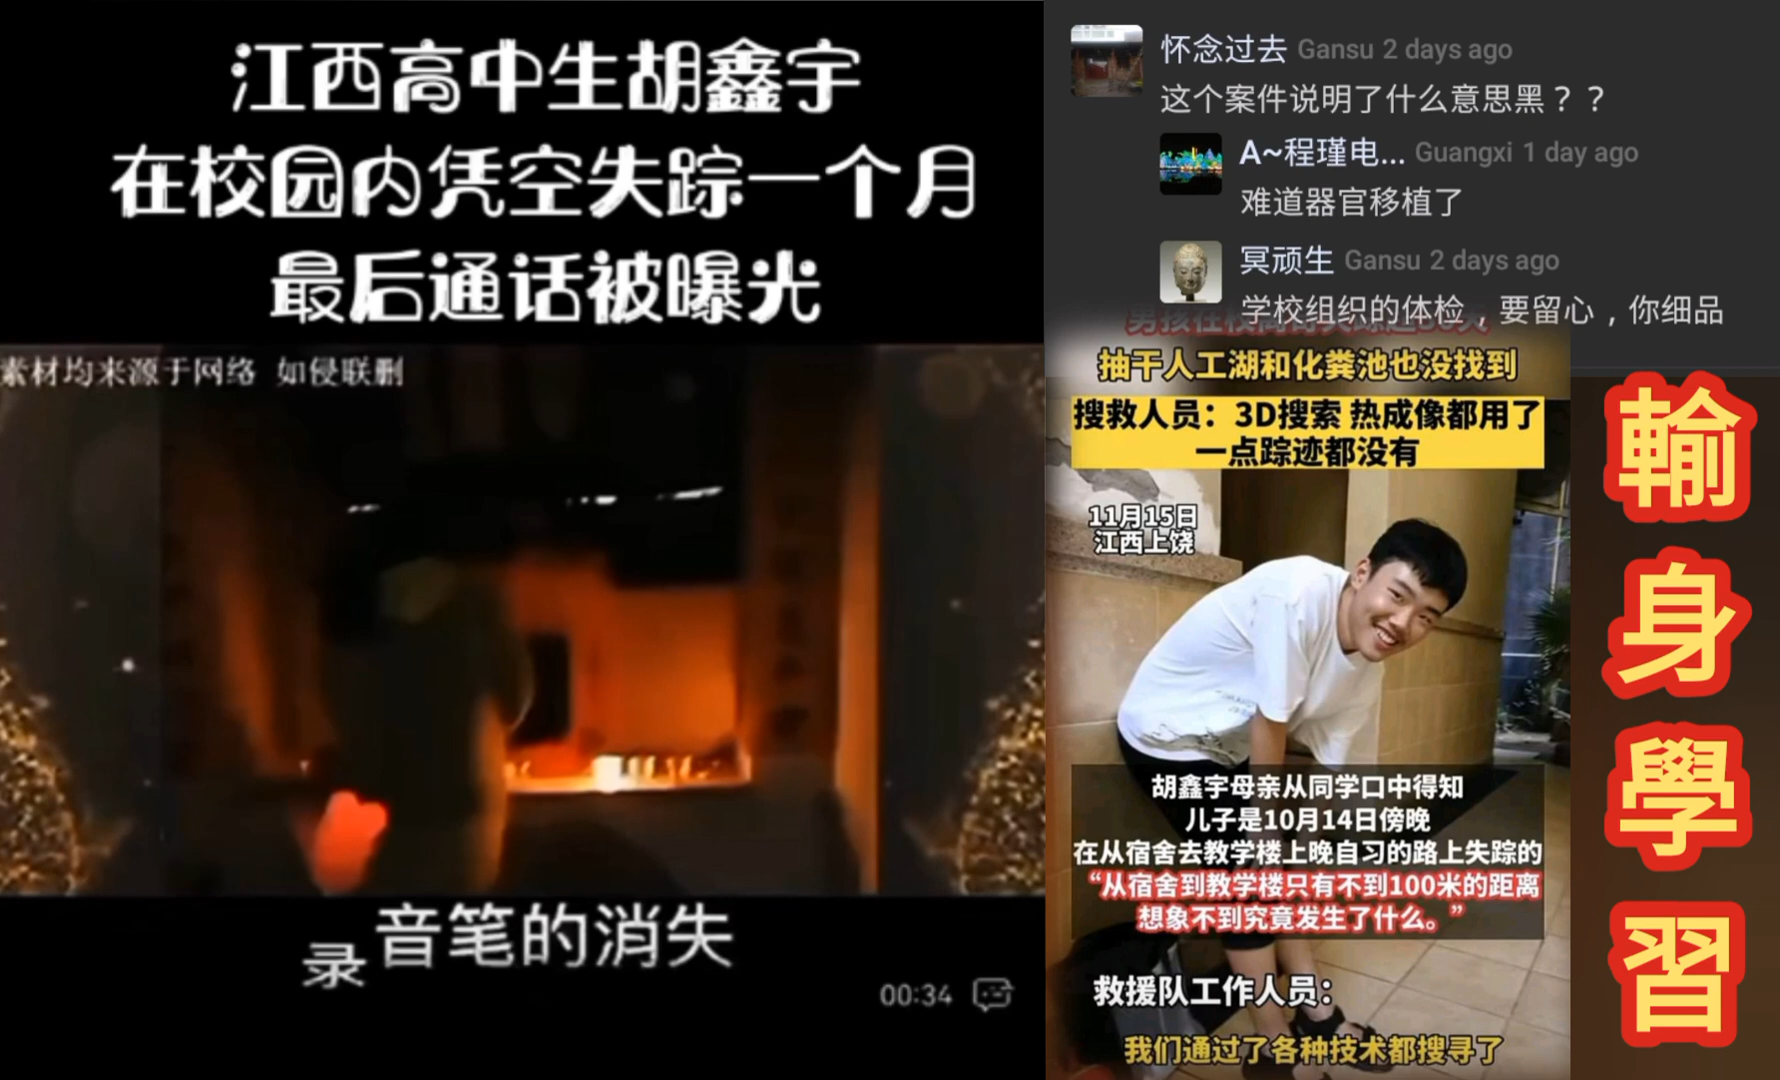 江西高中生胡鑫宇
在校园内凭空失踪一个月
最后通话被曝光
素材均来源于网络 如侵联删
录音笔的消失
00:34
怀念过去 Gansu 2 days ago
这个案件说明了什么意思黑？？
A~程瑾电... Guangxi 1 day ago
难道器官移植了
冥顽生 Gansu 2 days ago
学校组织的体检，要留心，你细品
抽干人工湖和化粪池也没找到
搜救人员：3D搜索 热成像都用了
一点踪迹都没有
11月15日
江西上饶
胡鑫宇母亲从同学口中得知
儿子是10月14日傍晚
在从宿舍去教学楼上晚自习的路上失踪的
“从宿舍到教学楼只有不到100米的距离
想象不到究竟发生了什么。”
救援队工作人员：
我们通过了各种技术都搜寻了
輸
身
學
習